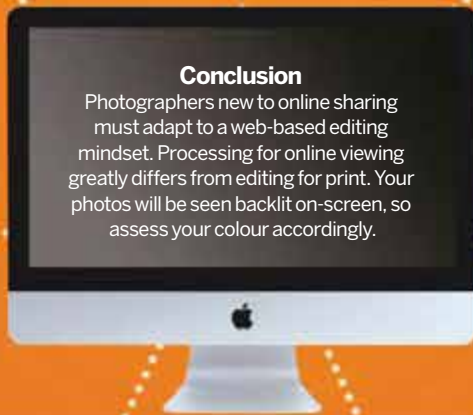 Conclusion
Photographers new to online sharing
must adapt to a web-based editing
mindset. Processing for online viewing
greatly differs from editing for print. Your
photos will be seen backlit on-screen, so
assess your colour accordingly.